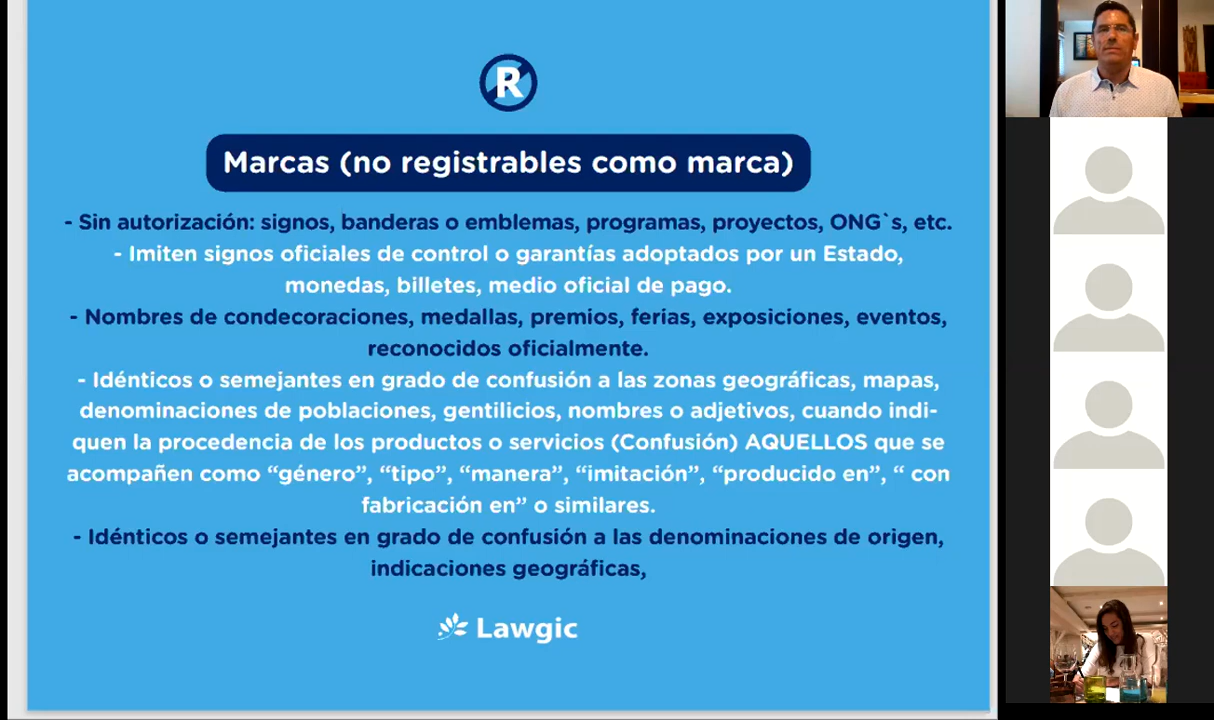 R
Marcas (no registrables como marca)
- Sin autorización: signos, banderas o emblemas, programas, proyectos, ONG`s, etc.
- Imiten signos oficiales de control o garantías adoptados por un Estado,
monedas, billetes, medio oficial de pago.
- Nombres de condecoraciones, medallas, premios, ferias, exposiciones, eventos,
reconocidos oficialmente.
- Idénticos o semejantes en grado de confusión a las zonas geográficas, mapas,
denominaciones de poblaciones, gentilicios, nombres o adjetivos, cuando indi-
quen la procedencia de los productos o servicios (Confusión) AQUELLOS que se
acompañen como “género”, “tipo”, “manera”, “imitación”, “producido en”, “ con
fabricación en” o similares.
- Idénticos o semejantes en grado de confusión a las denominaciones de origen,
indicaciones geográficas,
Lawgic